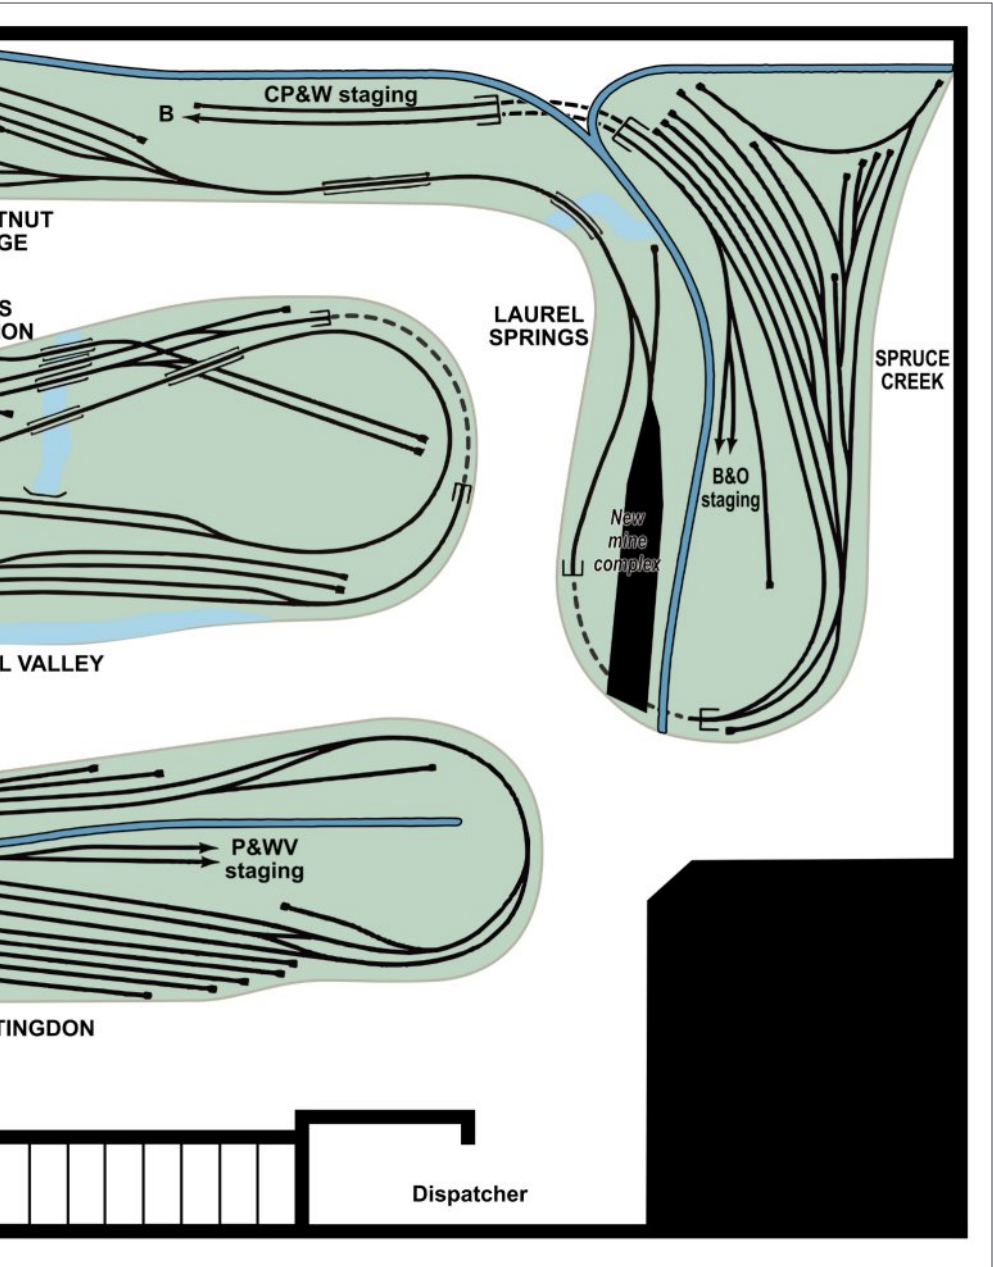 CP&W staging
B
TNUT
GE
S
ON
LAUREL
SPRINGS
SPRUCE
CREEK
B&O
staging
New
mine
complex
L VALLEY
P&WV
staging
TINGDON
Dispatcher